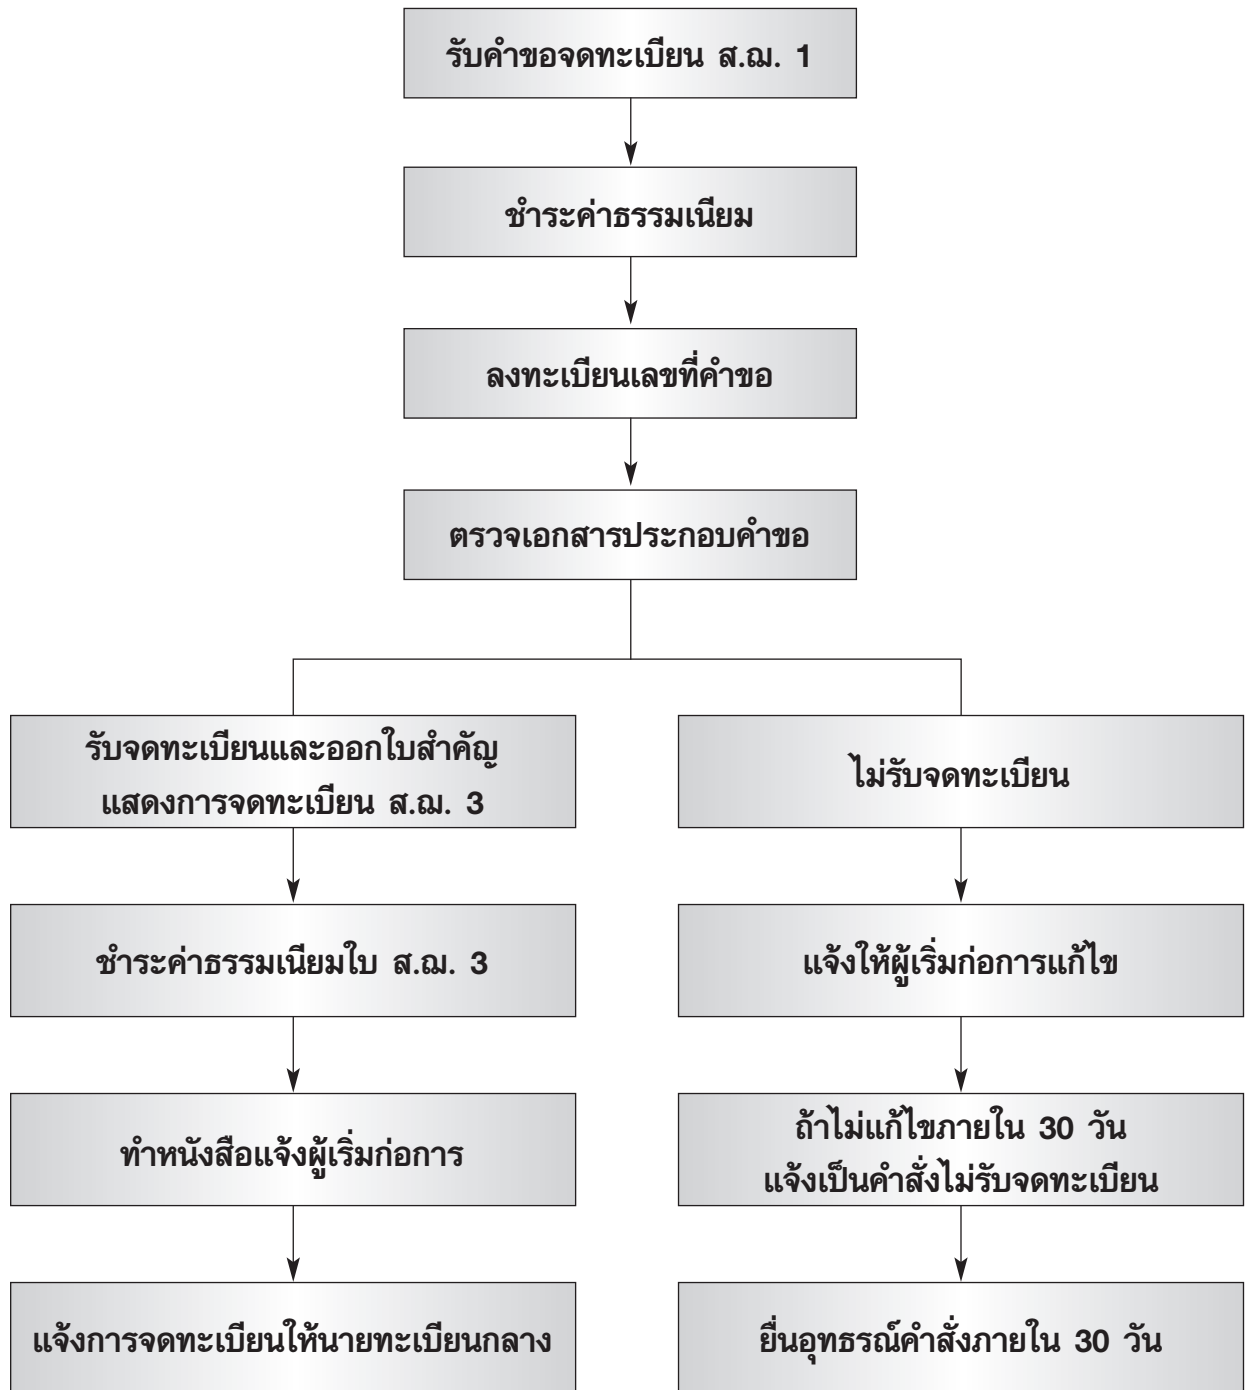 รับคำขอจดทะเบียน ส.ฌ. 1
ชำระค่าธรรมเนียม
ลงทะเบียนเลขที่คำขอ
ตรวจเอกสารประกอบคำขอ
รับจดทะเบียนและออกใบสำคัญ
แสดงการจดทะเบียน ส.ฌ. 3
ชำระค่าธรรมเนียมใบ ส.ฌ. 3
ทำหนังสือแจ้งผู้เริ่มก่อการ
แจ้งการจดทะเบียนให้นายทะเบียนกลาง
ไม่รับจดทะเบียน
แจ้งให้ผู้เริ่มก่อการแก้ไข
ถ้าไม่แก้ไขภายใน 30 วัน
แจ้งเป็นคำสั่งไม่รับจดทะเบียน
ยื่นอุทธรณ์คำสั่งภายใน 30 วัน